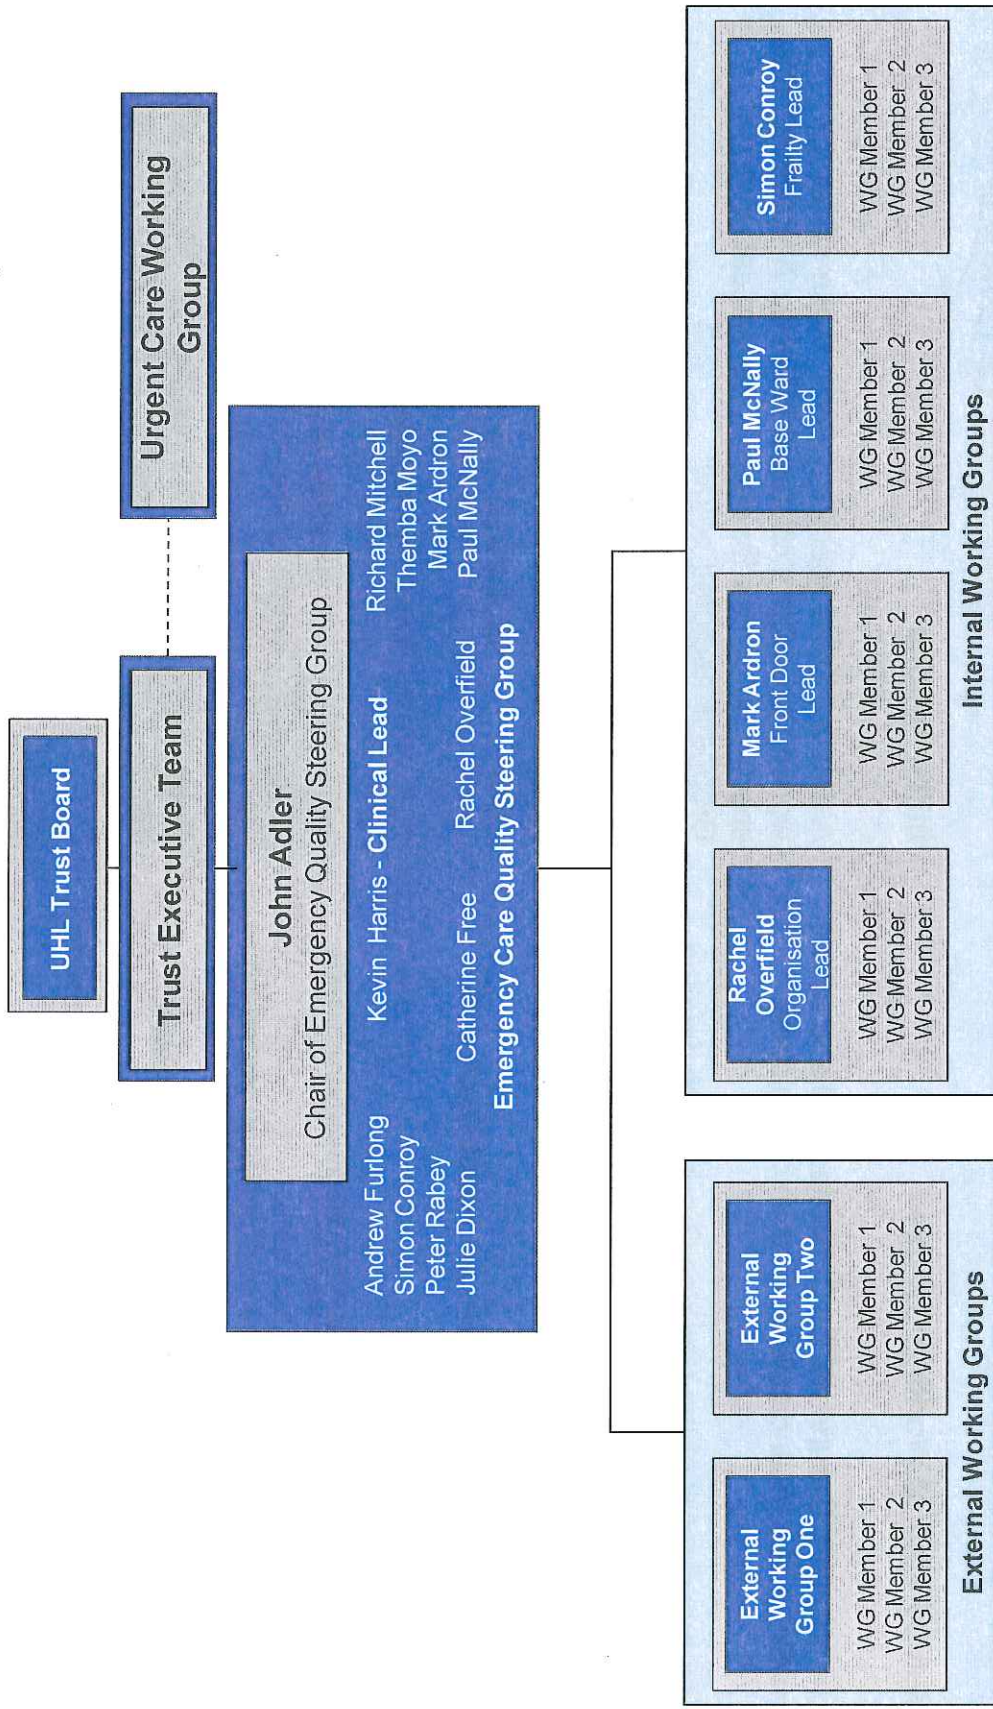 UHL Trust Board
Trust Executive Team
Urgent Care Working
Group
John Adler
Chair of Emergency Quality Steering Group
Andrew Furlong
Simon Conroy
Peter Rabey
Julie Dixon
Kevin Harris - Clinical Lead
Catherine Free
Rachel Overfield
Richard Mitchell
Themba Moyo
Mark Ardron
Paul McNally
Emergency Care Quality Steering Group
External
Working
Group One
WG Member 1
WG Member 2
WG Member 3
External
Working
Group Two
WG Member 1
WG Member 2
WG Member 3
External Working Groups
Rachel
Overfield
Organisation
Lead
WG Member 1
WG Member 2
WG Member 3
Mark Ardron
Front Door
Lead
WG Member 1
WG Member 2
WG Member 3
Paul McNally
Base Ward
Lead
WG Member 1
WG Member 2
WG Member 3
Simon Conroy
Frailty Lead
WG Member 1
WG Member 2
WG Member 3
Internal Working Groups